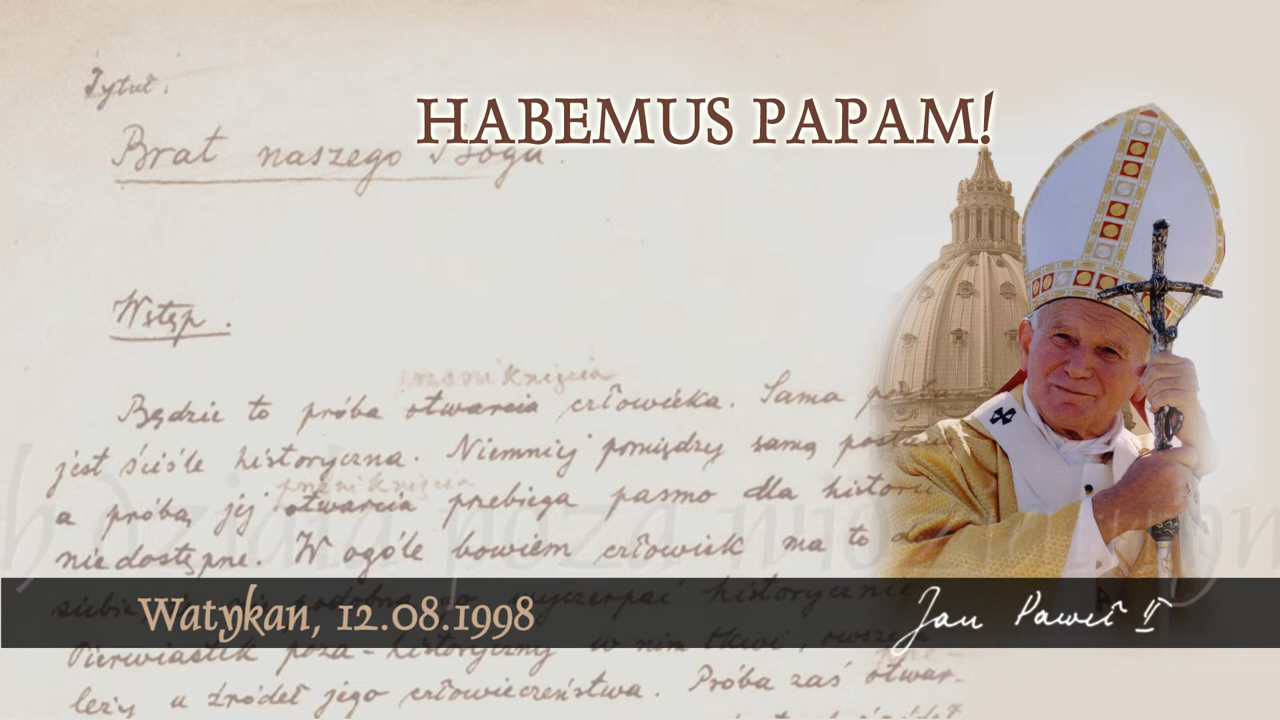 HABEMUS PAPAM!
Tytuł:
Brat naszego Boga.
Wstęp.
Będzie to próba otwarcia człowieka. Sama
jest ściśle historyczna. Niemniej pomiędzy samą
a próbą jej otwarcia przebiega pasmo dla
niedostępne. W ogóle bowiem człowiek ma to
Watykan, 12.08.1998
Jan Paweł II
Pierwiastek poza-historyczny w nim tkwi,
leży u źródeł jego człowieczeństwa. Próba zaś otwar-